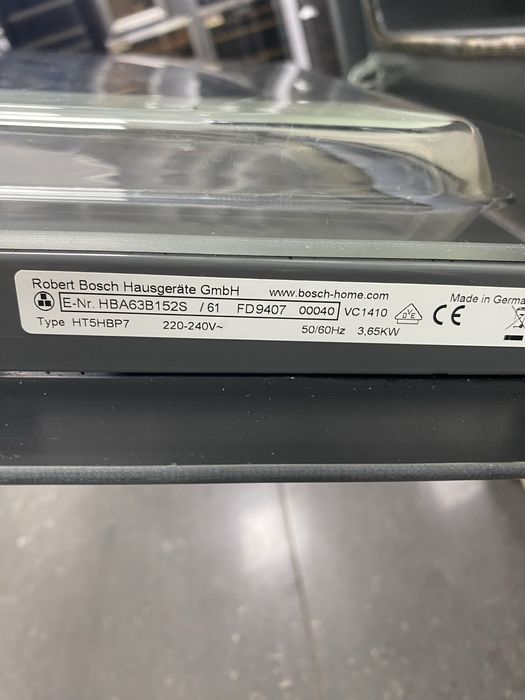 Robert Bosch Hausgeräte GmbH www.bosch-home.com Made in Germa
E-Nr. HBA63B152S /61 FD9407 00040 VC1410 CE
Type HT5HBP7 220-240V~ 50/60Hz 3,65KW